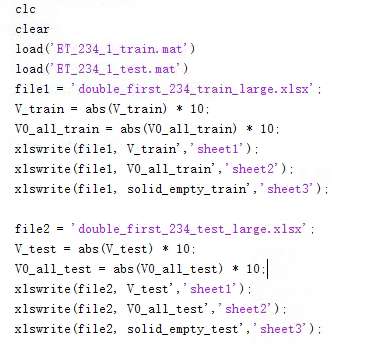 clc
clear
load('ET_234_1_train.mat')
load('ET_234_1_test.mat')
file1 = 'double_first_234_train_large.xlsx';
V_train = abs(V_train) * 10;
V0_all_train = abs(V0_all_train) * 10;
xlswrite(file1, V_train','sheet1');
xlswrite(file1, V0_all_train','sheet2');
xlswrite(file1, solid_empty_train','sheet3');
file2 = 'double_first_234_test_large.xlsx';
V_test = abs(V_test) * 10;
V0_all_test = abs(V0_all_test) * 10;
xlswrite(file2, V_test','sheet1');
xlswrite(file2, V0_all_test','sheet2');
xlswrite(file2, solid_empty_test','sheet3');